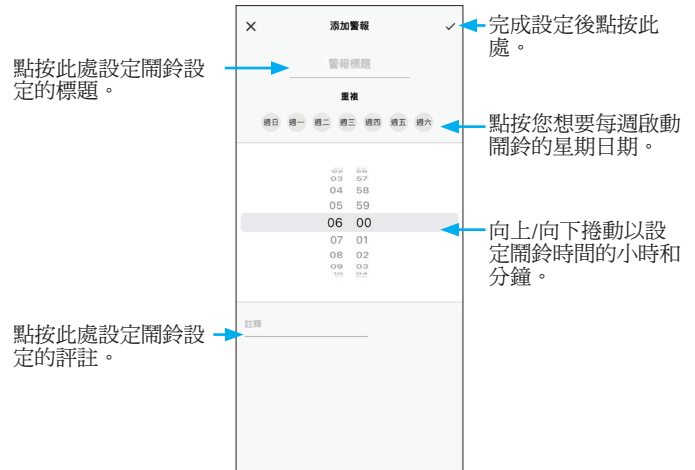 添加警報
完成設定後點按此
處。
點按此處設定鬧鈴設
定的標題。
警報標題
重複
週日 週一 週二 週三 週四 週五 週六
點按您想要每週啟動
鬧鈴的星期日期。
02 56
03 57
04 58
05 59
06 00
07 01
08 02
09 03
10 04
向上/向下捲動以設
定鬧鈴時間的小時和
分鐘。
點按此處設定鬧鈴設
定的評註。
註釋